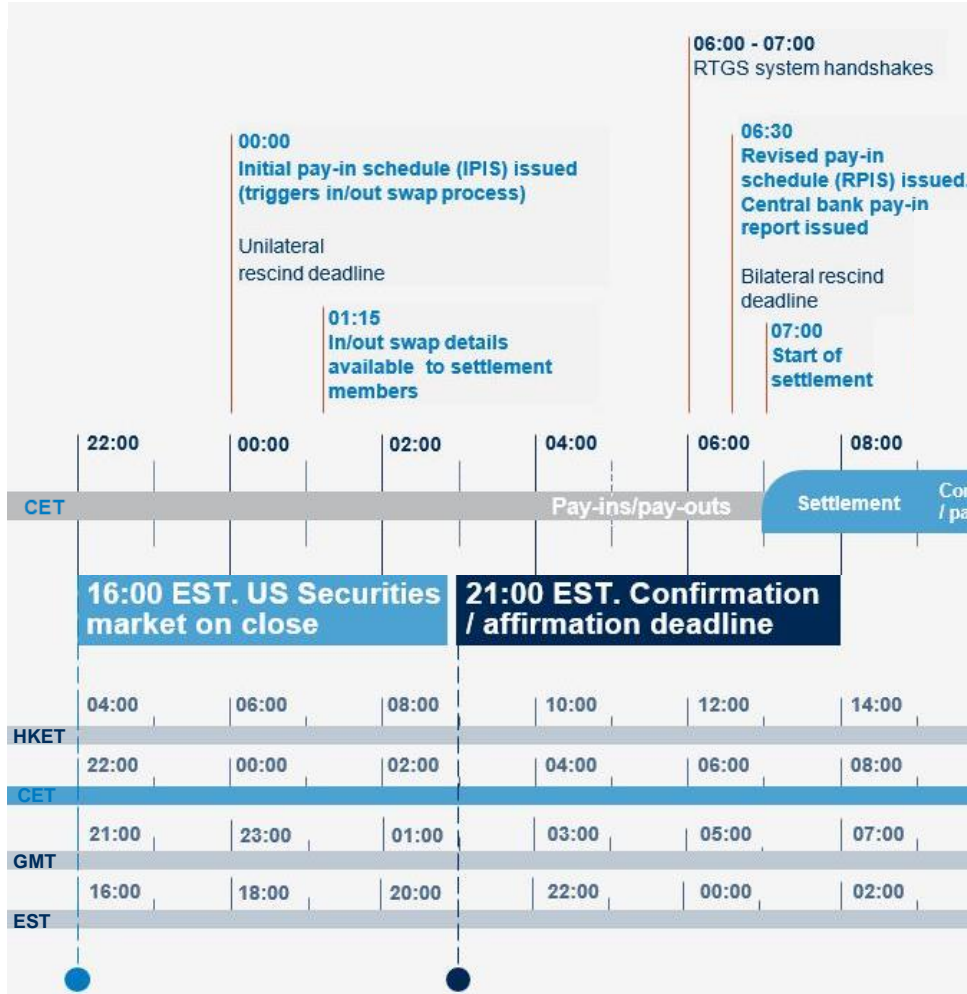 06:00 - 07:00
RTGS system handshakes
00:00
Initial pay-in schedule (IPIS) issued
(triggers in/out swap process)
Unilateral
rescind deadline
01:15
In/out swap details
available to settlement
members
06:30
Revised pay-in
schedule (RPIS) issued.
Central bank pay-in
report issued
Bilateral rescind
deadline
07:00
Start of
settlement
22:00 00:00 02:00 04:00 06:00 08:00
CET Pay-ins/pay-outs Settlement
16:00 EST. US Securities
market on close
21:00 EST. Confirmation
/ affirmation deadline
04:00 06:00 08:00 10:00 12:00 14:00
HKET
22:00 00:00 02:00 04:00 06:00 08:00
CET
21:00 23:00 01:00 03:00 05:00 07:00
GMT
16:00 18:00 20:00 22:00 00:00 02:00
EST